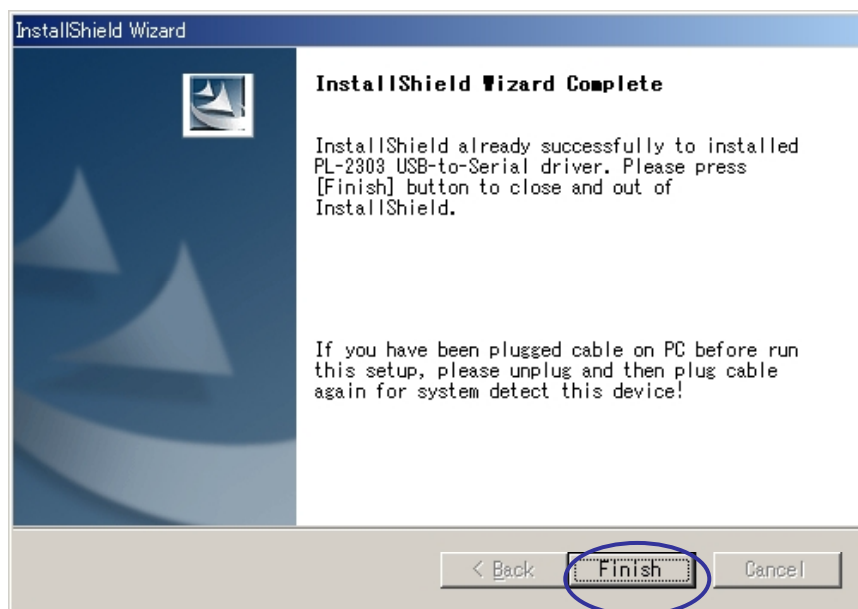 InstallShield Wizard
InstallShield Wizard Complete
InstallShield already successfully to installed
PL-2303 USB-to-Serial driver. Please press
[Finish] button to close and out of
InstallShield.
If you have been plugged cable on PC before run
this setup, please unplug and then plug cable
again for system detect this device!
< Back
Finish
Cancel